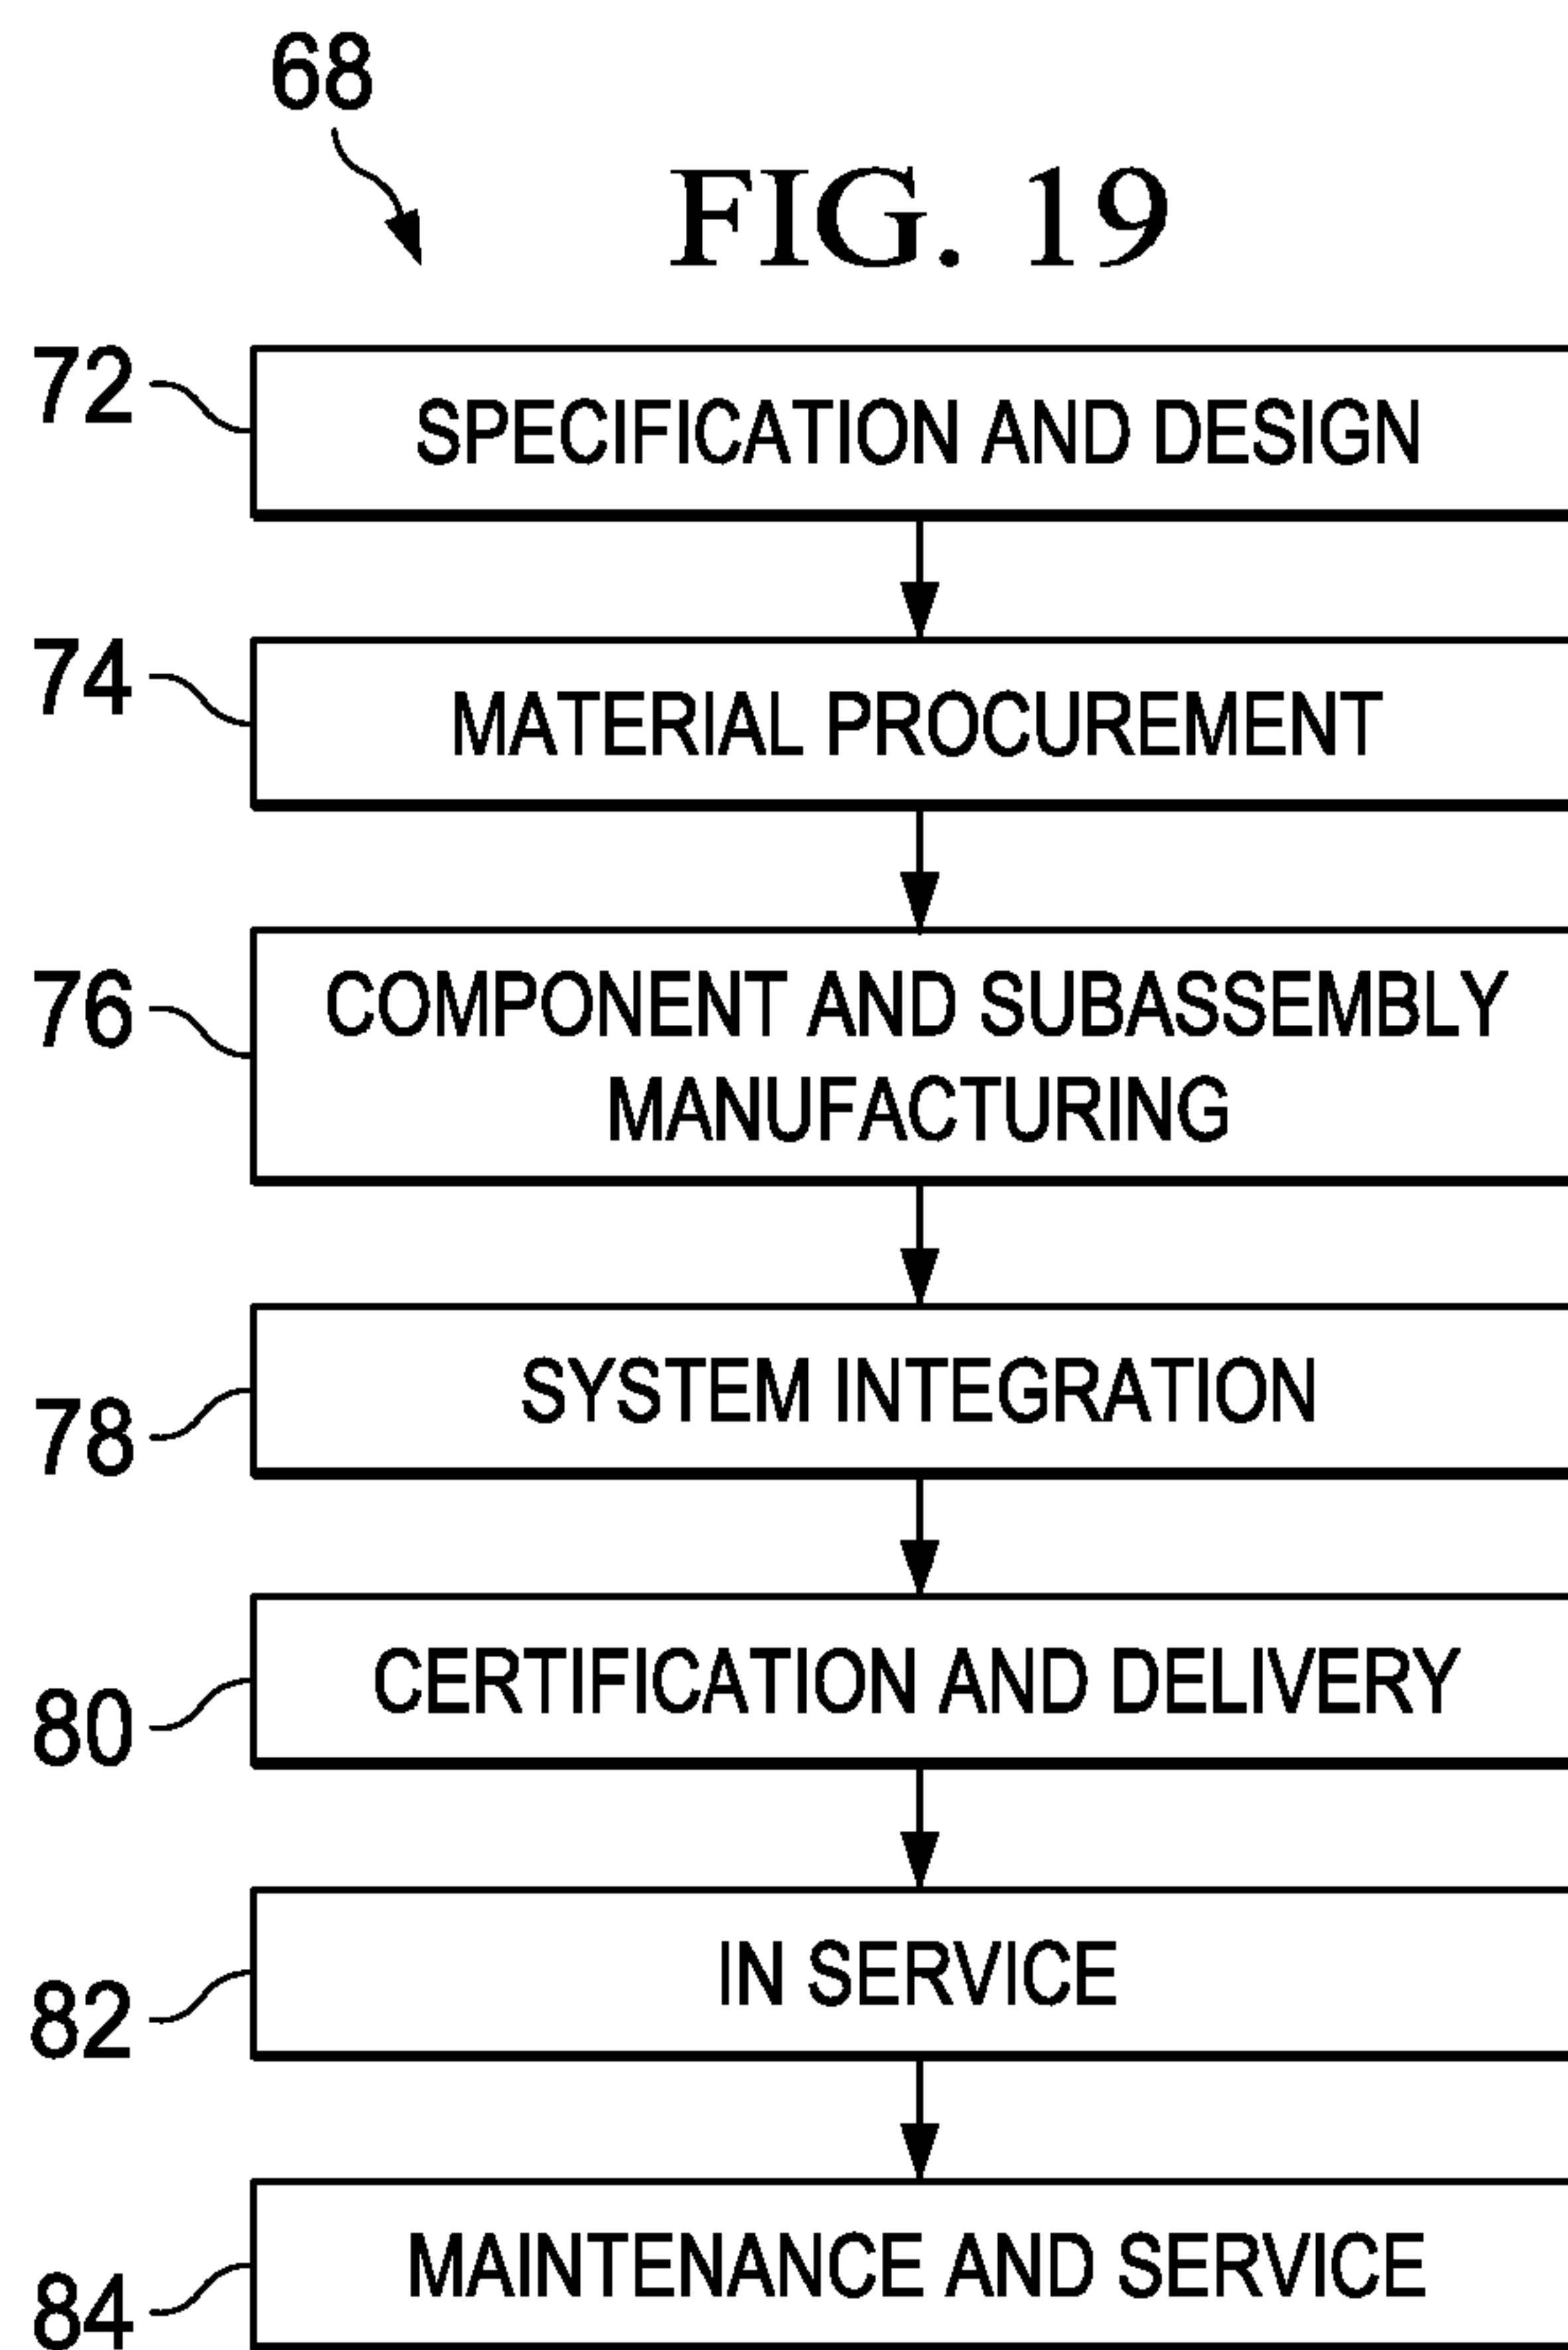 68
FIG. 19
72
SPECIFICATION AND DESIGN
74
MATERIAL PROCUREMENT
76
COMPONENT AND SUBASSEMBLY
MANUFACTURING
78
SYSTEM INTEGRATION
80
CERTIFICATION AND DELIVERY
82
IN SERVICE
84
MAINTENANCE AND SERVICE